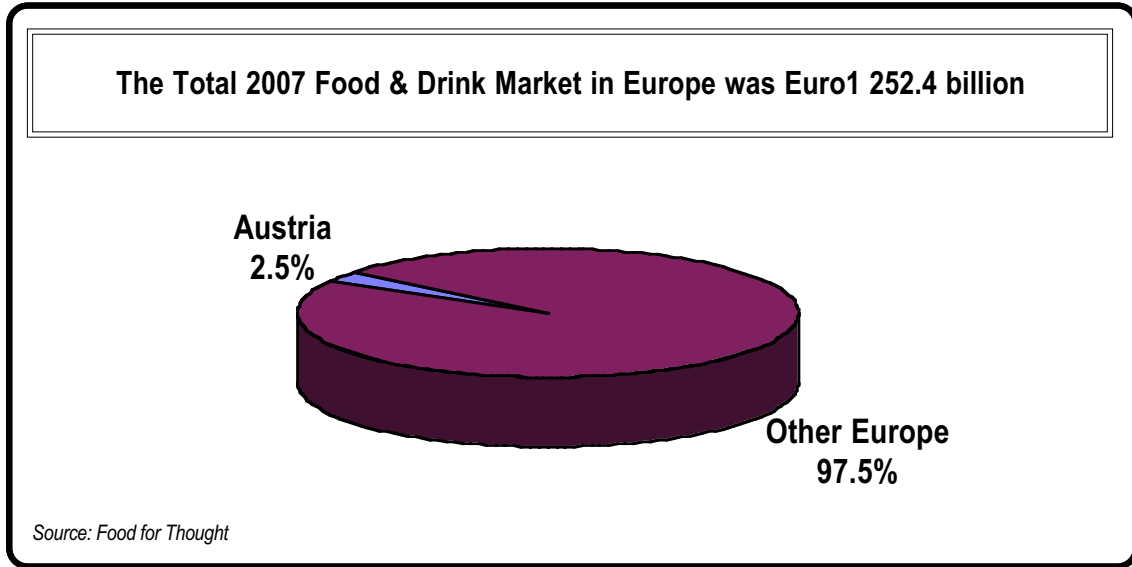 The Total 2007 Food & Drink Market in Europe was Euro1 252.4 billion
Austria
2.5%
Other Europe
97.5%
Source: Food for Thought